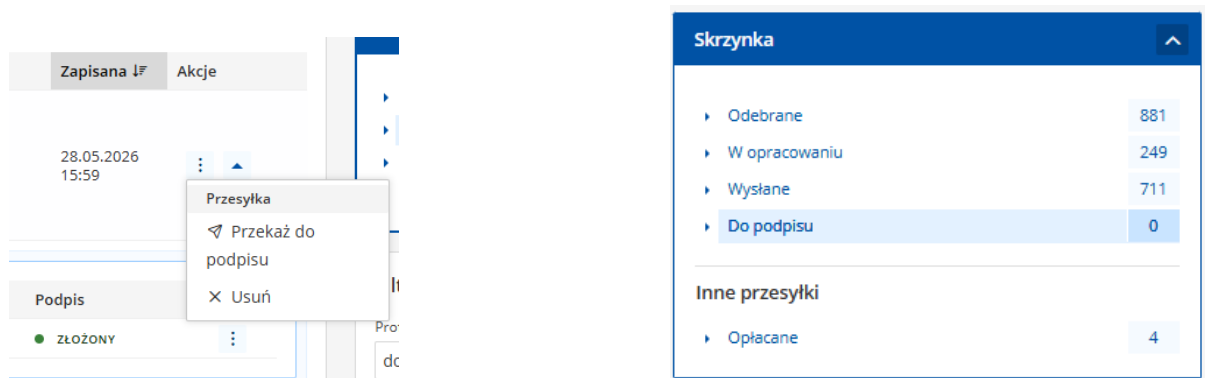 Zapisana
Akcje
28.05.2026
15:59
Przesyłka
Przekaż do
podpisu
Usuń
Podpis
ZŁOŻONY
Skrzynka
Odebrane 881
W opracowaniu 249
Wysłane 711
Do podpisu 0
Inne przesyłki
Opłacane 4